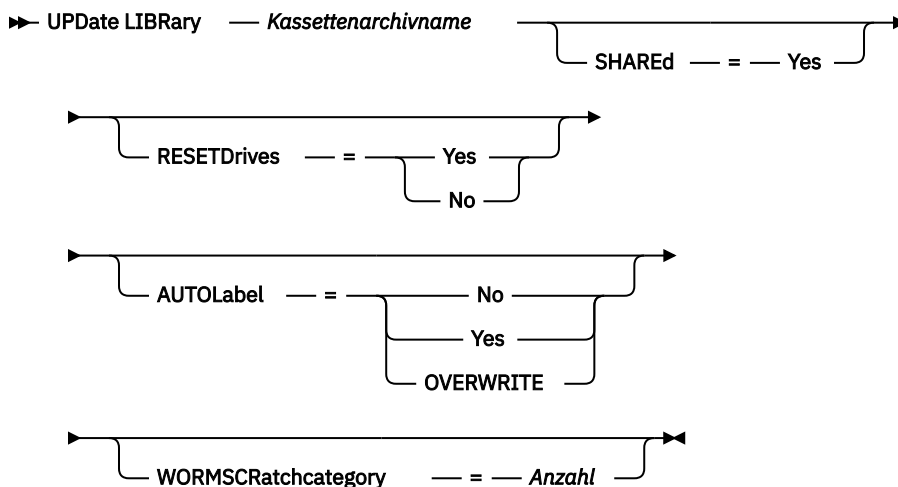 UPDate LIBRary Kassettenarchivname
SHAREd = Yes
RESETDrives = Yes
No
AUTOLabel = No
Yes
OVERWRITE
WORMSCRatchcategory = Anzahl